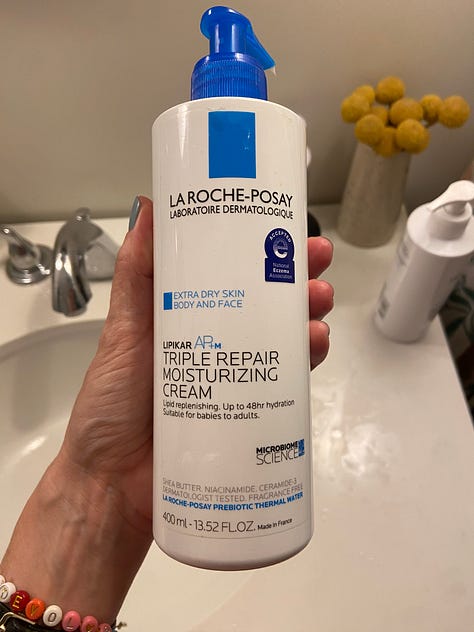 LA ROCHE-POSAY
LABORATOIRE DERMATOLOGIQUE
ACCEPTED
National
Eczema
Association
EXTRA DRY SKIN
BODY AND FACE
LIPIKAR AP+M
TRIPLE REPAIR
MOISTURIZING
CREAM
Lipid replenishing. Up to 48hr hydration
Suitable for babies to adults.
MICROBIOME
SCIENCE
SHEA BUTTER, NIACINAMIDE, CERAMIDE-3
DERMATOLOGIST TESTED. FRAGRANCE FREE
LA ROCHE-POSAY PREBIOTIC THERMAL WATER
400 ml - 13.52 FL.OZ. Made in France